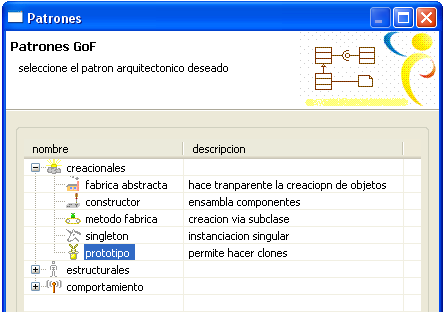 Patrones
Patrones GoF
seleccione el patron arquitectonico deseado
nombre descripcion
creacionales
fabrica abstracta hace tranparente la creaciopn de objetos
constructor ensambla componentes
metodo fabrica creacion via subclase
singleton instanciacion singular
prototipo permite hacer clones
estructurales
comportamiento